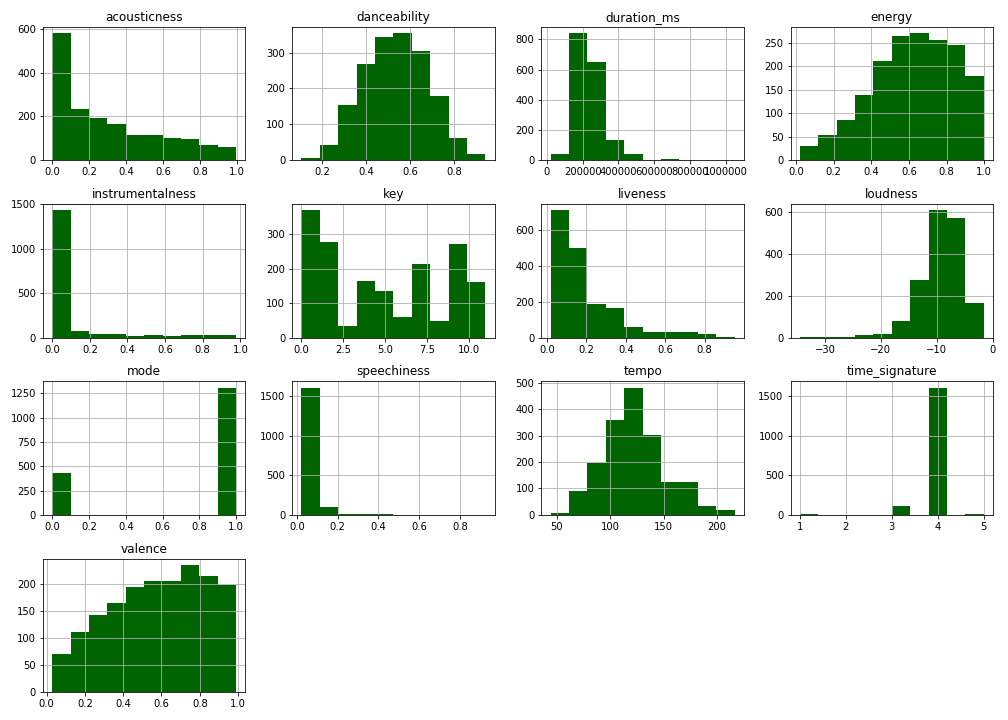 acousticness
600
400
200
0
0.0 0.2 0.4 0.6 0.8 1.0
danceability
300
200
100
0
0.2 0.4 0.6 0.8
duration_ms
800
600
400
200
0
0 200000 400000 600000 800000 1000000
energy
250
200
150
100
50
0
0.0 0.2 0.4 0.6 0.8 1.0
instrumentalness
1500
1000
500
0
0.0 0.2 0.4 0.6 0.8 1.0
key
300
200
100
0
0.0 2.5 5.0 7.5 10.0
liveness
600
400
200
0
0.0 0.2 0.4 0.6 0.8
loudness
600
400
200
0
−30 −20 −10 0
mode
1250
1000
750
500
250
0
0.0 0.2 0.4 0.6 0.8 1.0
speechiness
1500
1000
500
0
0.0 0.2 0.4 0.6 0.8
tempo
500
400
300
200
100
0
50 100 150 200
time_signature
1500
1000
500
0
1 2 3 4 5
valence
200
150
100
50
0
0.0 0.2 0.4 0.6 0.8 1.0